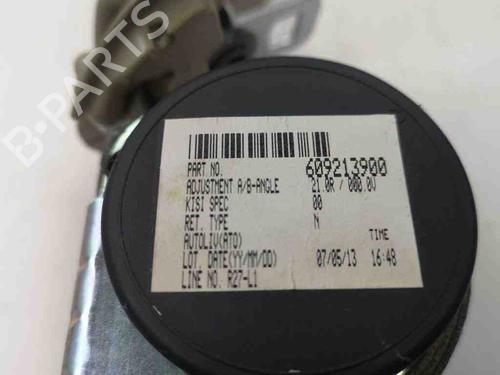 B-PARTS
PART NO. 609213900
ADJUSTMENT A/B-ANGLE 21.0R / 000.0V
KISI SPEC 00
RET. TYPE N
AUTOLIV(ATO) TIME
LOT. DATE(YY/MM/DD) 07/05/13 16:48
LINE NO. R27-L1